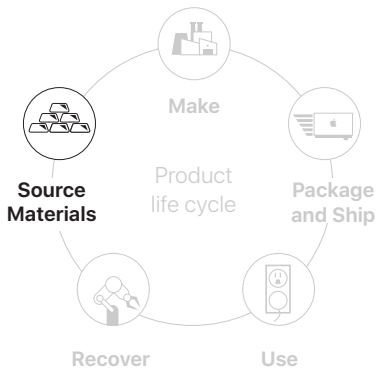 Make
Source
Materials
Product
life cycle
Package
and Ship
Recover
Use